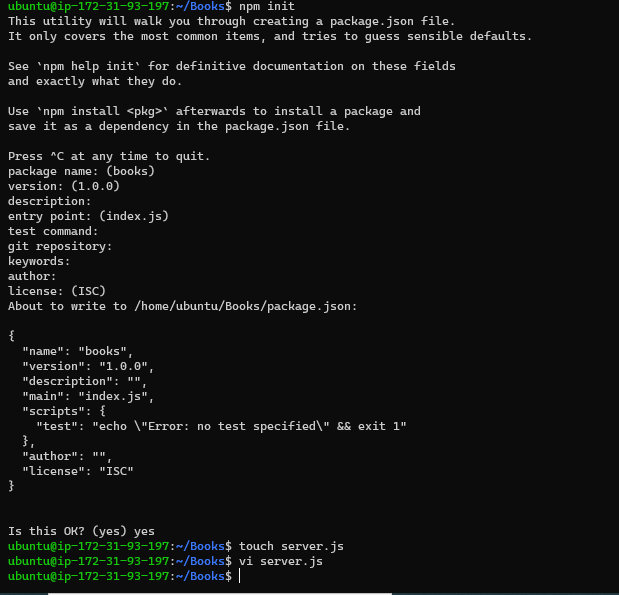 ubuntu@ip-172-31-93-197:~/Books$ npm init
This utility will walk you through creating a package.json file.
It only covers the most common items, and tries to guess sensible defaults.

See `npm help init` for definitive documentation on these fields
and exactly what they do.

Use `npm install <pkg>` afterwards to install a package and
save it as a dependency in the package.json file.

Press ^C at any time to quit.
package name: (books)
version: (1.0.0)
description:
entry point: (index.js)
test command:
git repository:
keywords:
author:
license: (ISC)
About to write to /home/ubuntu/Books/package.json:

{
  "name": "books",
  "version": "1.0.0",
  "description": "",
  "main": "index.js",
  "scripts": {
    "test": "echo \"Error: no test specified\" && exit 1"
  },
  "author": "",
  "license": "ISC"
}


Is this OK? (yes) yes
ubuntu@ip-172-31-93-197:~/Books$ touch server.js
ubuntu@ip-172-31-93-197:~/Books$ vi server.js
ubuntu@ip-172-31-93-197:~/Books$